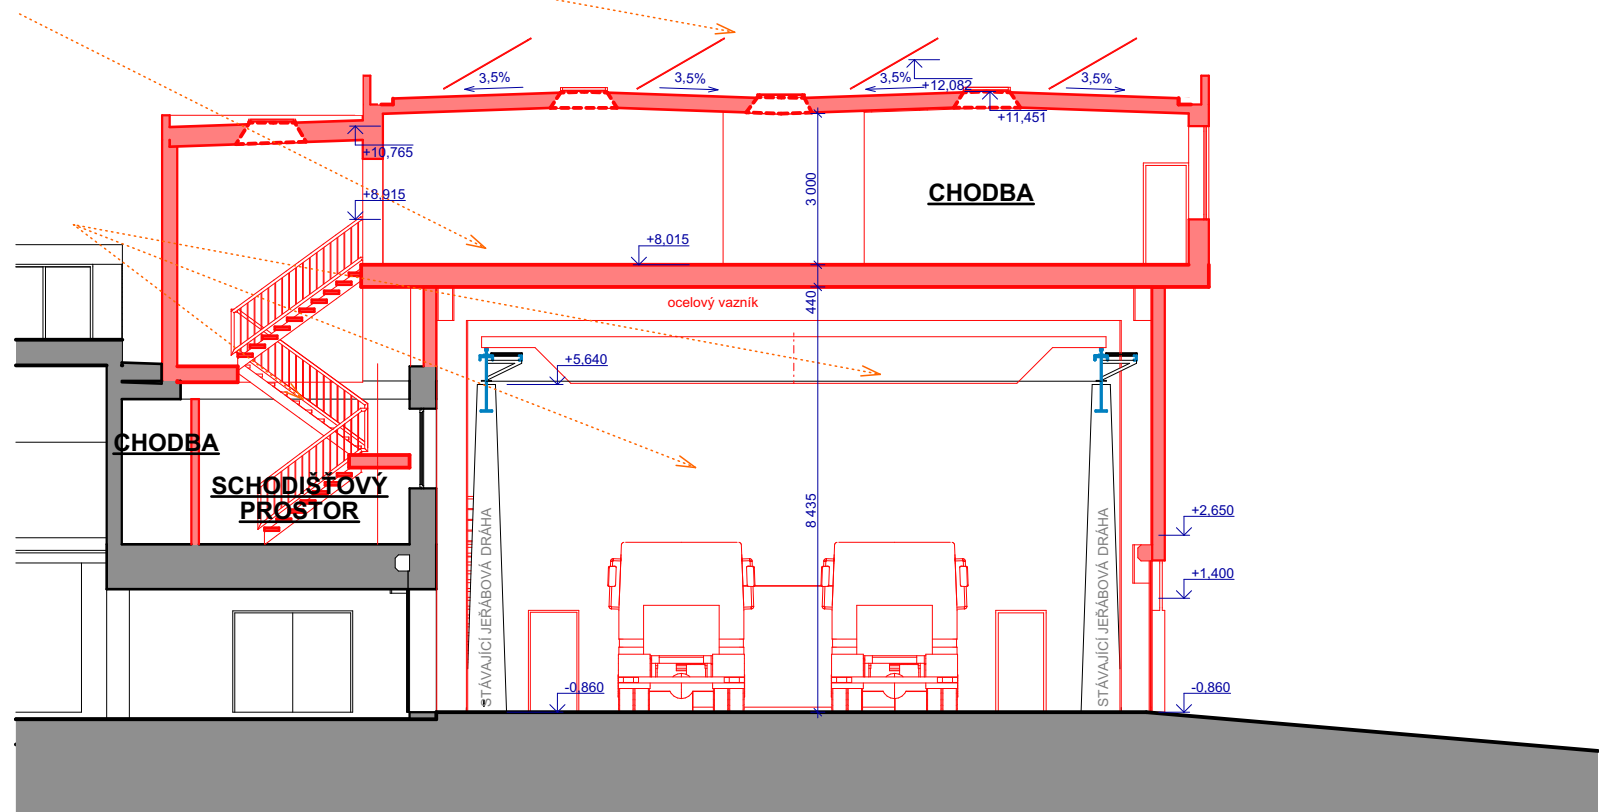 3,5%
3,5%
3,5%
3,5%
+12,082
+11,451
+10,765
+8,915
3 000
CHODBA
+8,015
440
ocelový vazník
+5,640
CHODBA
SCHODIŠŤOVÝ
PROSTOR
8 435
STÁVAJÍCÍ JEŘÁBOVÁ DRÁHA
STÁVAJÍCÍ JEŘÁBOVÁ DRÁHA
+2,650
+1,400
-0,860
-0,860